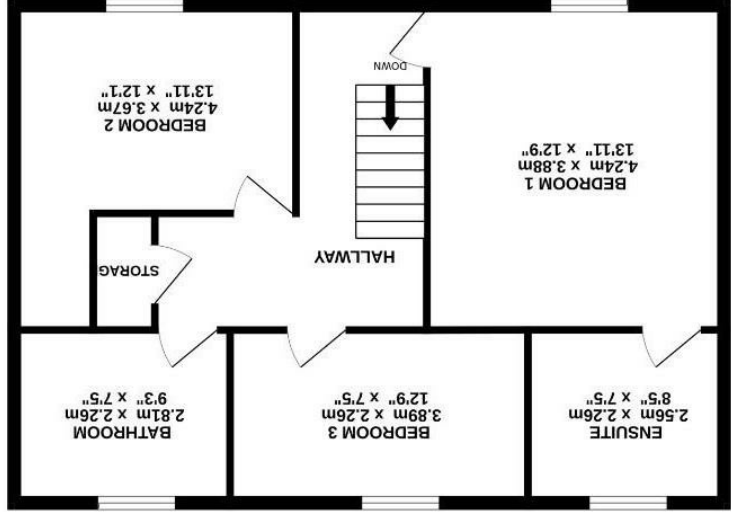 ENSUITE
2.56m x 2.26m
8'5" x 7'5"
BEDROOM 3
3.89m x 2.26m
12'9" x 7'5"
BATHROOM
2.81m x 2.26m
9'3" x 7'5"
HALLWAY
STORAG
BEDROOM 1
4.24m x 3.88m
13'11" x 12'9"
BEDROOM 2
4.24m x 3.67m
13'11" x 12'1"
DOWN